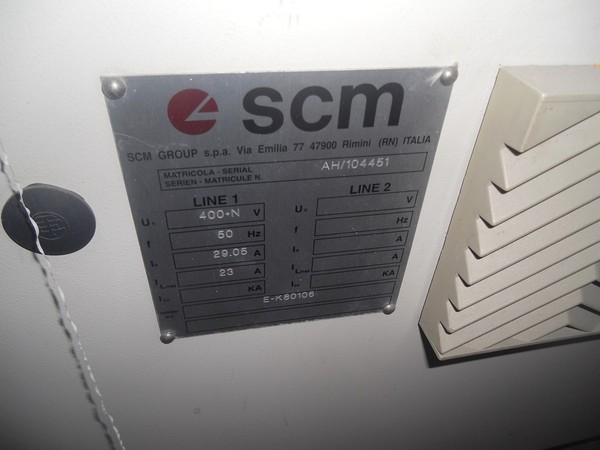 scm
SCM GROUP s.p.a. Via Emilia 77 47900 Rimini (RN) ITALIA
MATRICOLA - SERIAL
SERIEN - MATRICULE N. AH/104451
LINE 1 LINE 2
U 400+N V V
f 50 Hz Hz
I 29.05 A A
I 23 A A
I KA KA
E-K80106